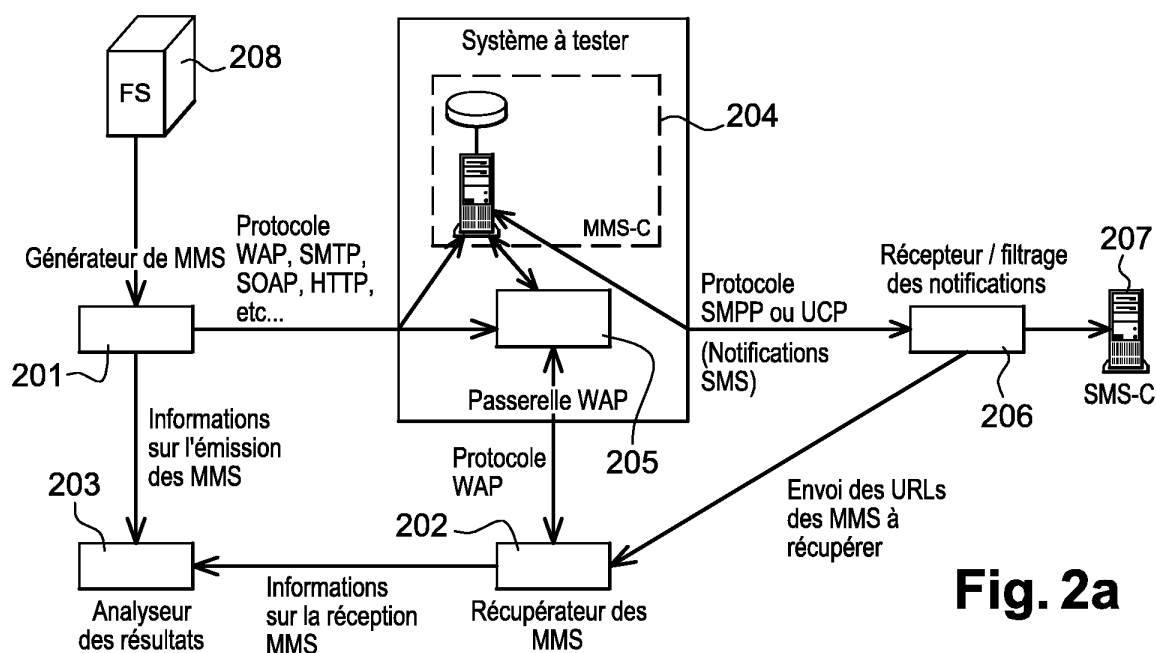 Système à tester
208
FS
204
MMS-C
Protocole
WAP, SMTP,
SOAP, HTTP,
etc...
Générateur de MMS
201
Protocole
SMPP ou UCP
(Notifications
SMS)
Récepteur / filtrage
des notifications
207
206
SMS-C
Passerelle WAP
205
Informations
sur l'émission
des MMS
Protocole
WAP
Envoi des URLs
des MMS à
récupérer
203
202
Informations
sur la réception
MMS
Analyseur
des résultats
Récupérateur des
MMS
Fig. 2a